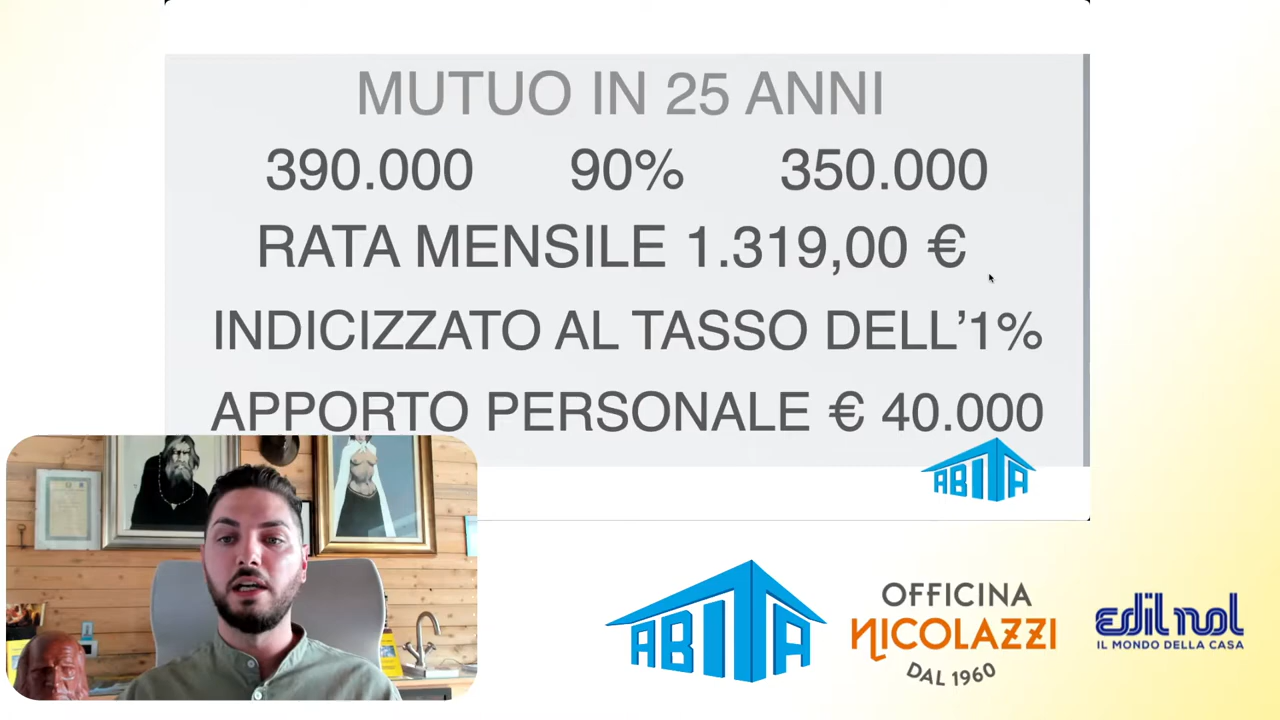 MUTUO IN 25 ANNI
390.000 90% 350.000
RATA MENSILE 1.319,00 €
INDICIZZATO AL TASSO DELL'1%
APPORTO PERSONALE € 40.000
ABITA
ABITA
OFFICINA
NICOLAZZI
DAL 1960
edilnol
IL MONDO DELLA CASA